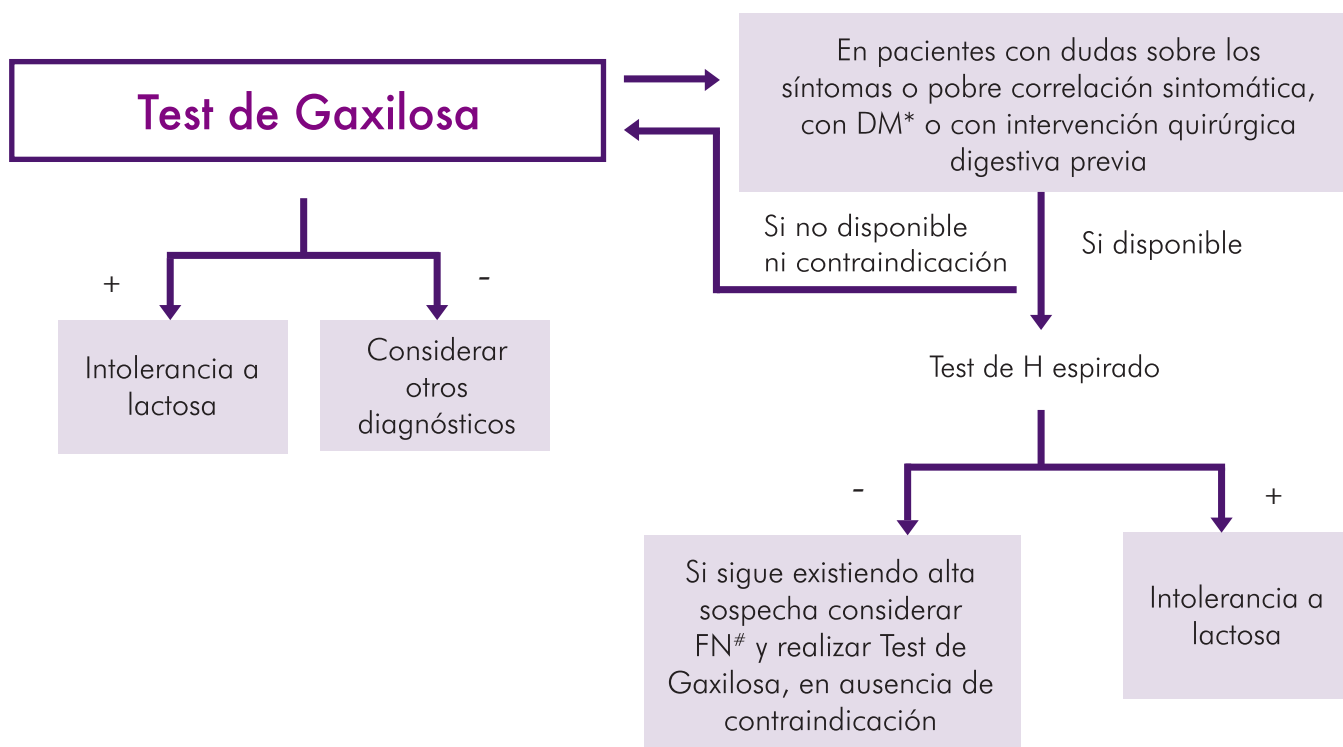 Test de Gaxilosa
En pacientes con dudas sobre los
síntomas o pobre correlación sintomática,
con DM* o con intervención quirúrgica
digestiva previa
Si no disponible
ni contraindicación
Si disponible
+
-
Intolerancia a
lactosa
Considerar
otros
diagnósticos
Test de H espirado
-
+
Si sigue existiendo alta
sospecha considerar
FN# y realizar Test de
Gaxilosa, en ausencia de
contraindicación
Intolerancia a
lactosa